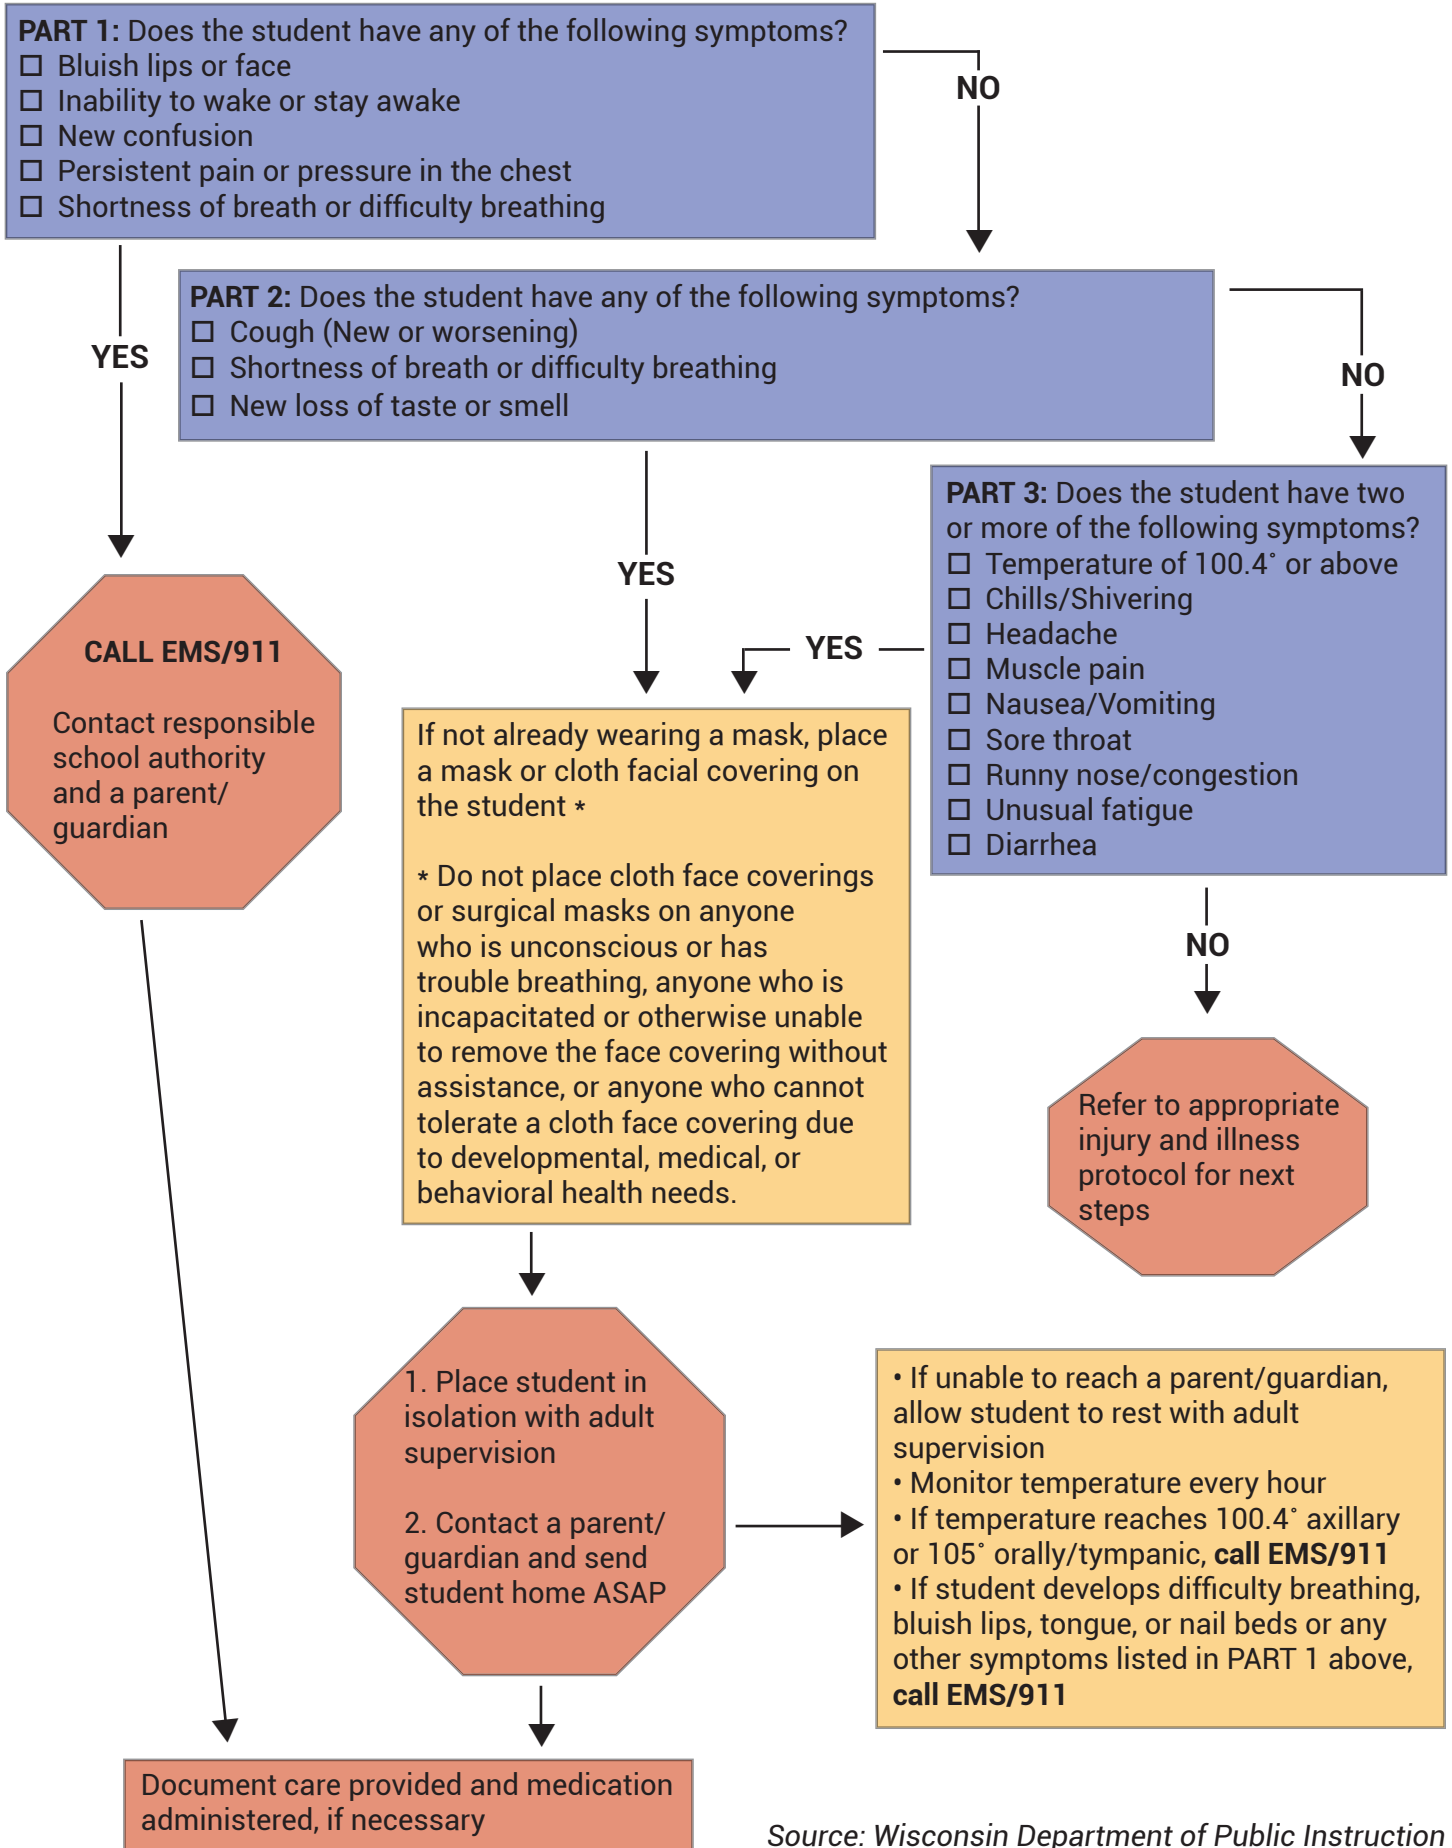 PART 1: Does the student have any of the following symptoms?
☐ Bluish lips or face
☐ Inability to wake or stay awake
☐ New confusion
☐ Persistent pain or pressure in the chest
☐ Shortness of breath or difficulty breathing
NO
YES
PART 2: Does the student have any of the following symptoms?
☐ Cough (New or worsening)
☐ Shortness of breath or difficulty breathing
☐ New loss of taste or smell
NO
YES
PART 3: Does the student have two
or more of the following symptoms?
☐ Temperature of 100.4˚ or above
☐ Chills/Shivering
☐ Headache
☐ Muscle pain
☐ Nausea/Vomiting
☐ Sore throat
☐ Runny nose/congestion
☐ Unusual fatigue
☐ Diarrhea
YES
NO
CALL EMS/911
Contact responsible
school authority
and a parent/
guardian
If not already wearing a mask, place
a mask or cloth facial covering on
the student *
* Do not place cloth face coverings
or surgical masks on anyone
who is unconscious or has
trouble breathing, anyone who is
incapacitated or otherwise unable
to remove the face covering without
assistance, or anyone who cannot
tolerate a cloth face covering due
to developmental, medical, or
behavioral health needs.
Refer to appropriate
injury and illness
protocol for next
steps
1. Place student in
isolation with adult
supervision
2. Contact a parent/
guardian and send
student home ASAP
• If unable to reach a parent/guardian,
allow student to rest with adult
supervision
• Monitor temperature every hour
• If temperature reaches 100.4˚ axillary
or 105˚ orally/tympanic, call EMS/911
• If student develops difficulty breathing,
bluish lips, tongue, or nail beds or any
other symptoms listed in PART 1 above,
call EMS/911
Document care provided and medication
administered, if necessary
Source: Wisconsin Department of Public Instruction